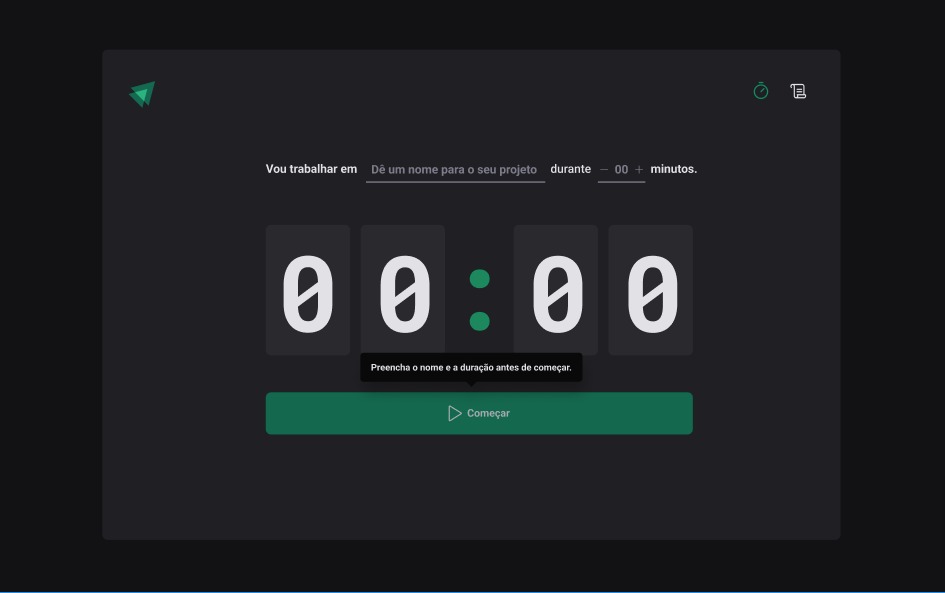 Vou trabalhar em Dê um nome para o seu projeto durante − 00 + minutos.
00:00
Preencha o nome e a duração antes de começar.
Começar